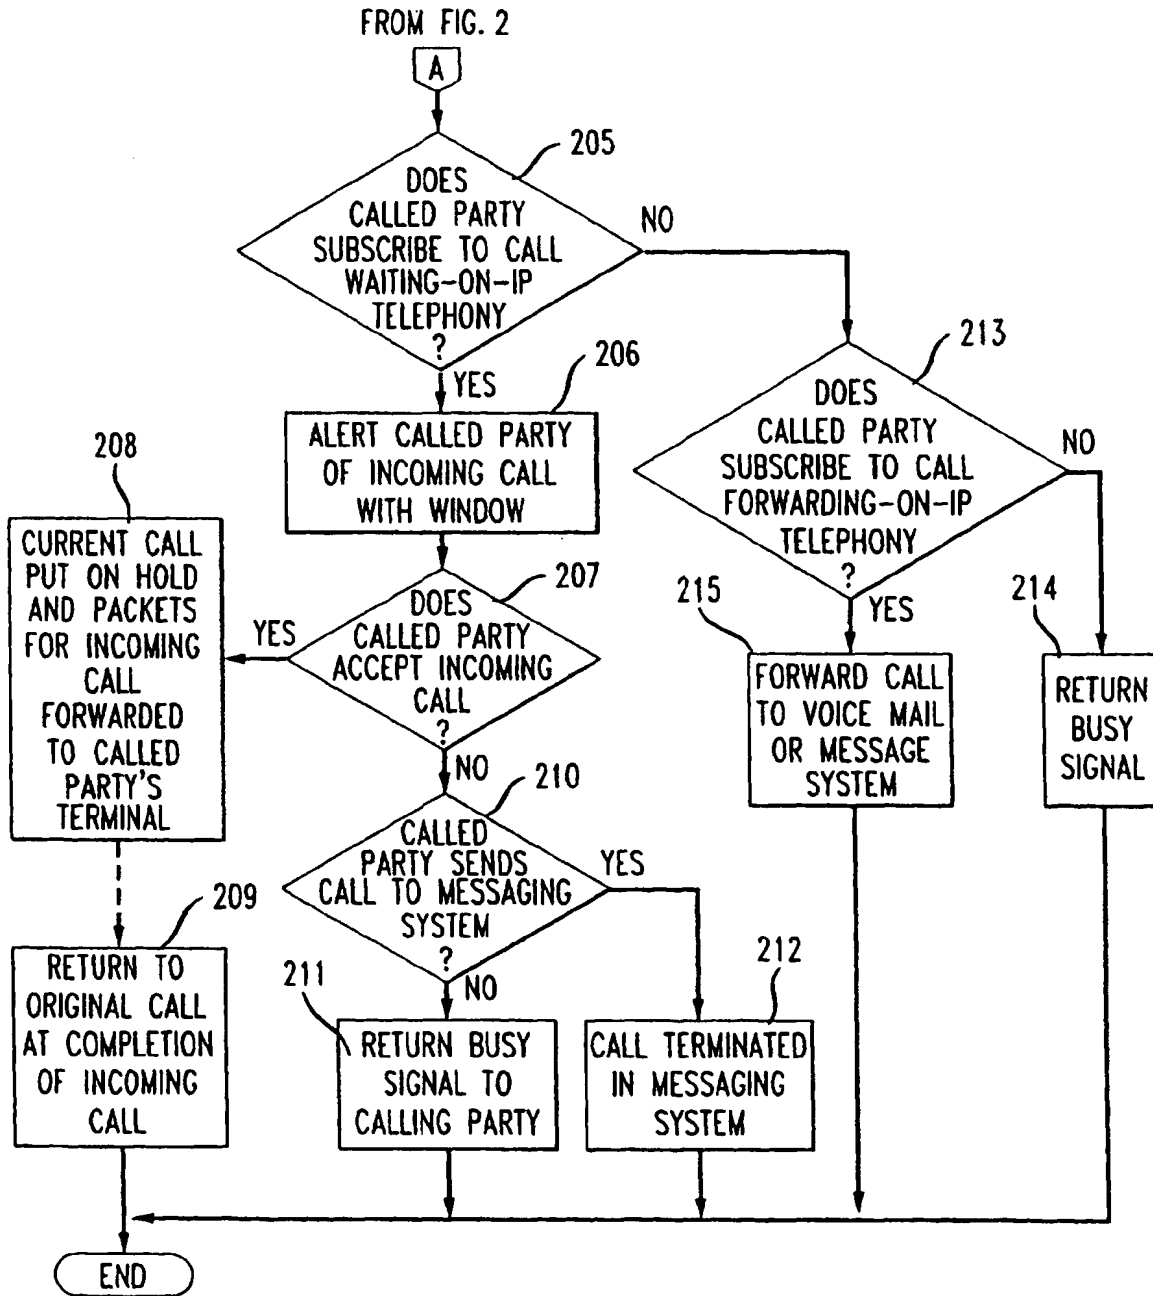 FROM FIG. 2
A
205
DOES
CALLED PARTY
SUBSCRIBE TO CALL
WAITING-ON-IP
TELEPHONY
?
NO
YES
206
ALERT CALLED PARTY
OF INCOMING CALL
WITH WINDOW
213
DOES
CALLED PARTY
SUBSCRIBE TO CALL
FORWARDING-ON-IP
TELEPHONY
?
NO
YES
208
CURRENT CALL
PUT ON HOLD
AND PACKETS
FOR INCOMING
CALL
FORWARDED
TO CALLED
PARTY'S
TERMINAL
207
DOES
CALLED PARTY
ACCEPT INCOMING
CALL
?
YES
NO
215
FORWARD CALL
TO VOICE MAIL
OR MESSAGE
SYSTEM
214
RETURN
BUSY
SIGNAL
210
CALLED
PARTY SENDS
CALL TO MESSAGING
SYSTEM
?
YES
NO
209
RETURN TO
ORIGINAL CALL
AT COMPLETION
OF INCOMING
CALL
211
RETURN BUSY
SIGNAL TO
CALLING PARTY
212
CALL TERMINATED
IN MESSAGING
SYSTEM
END